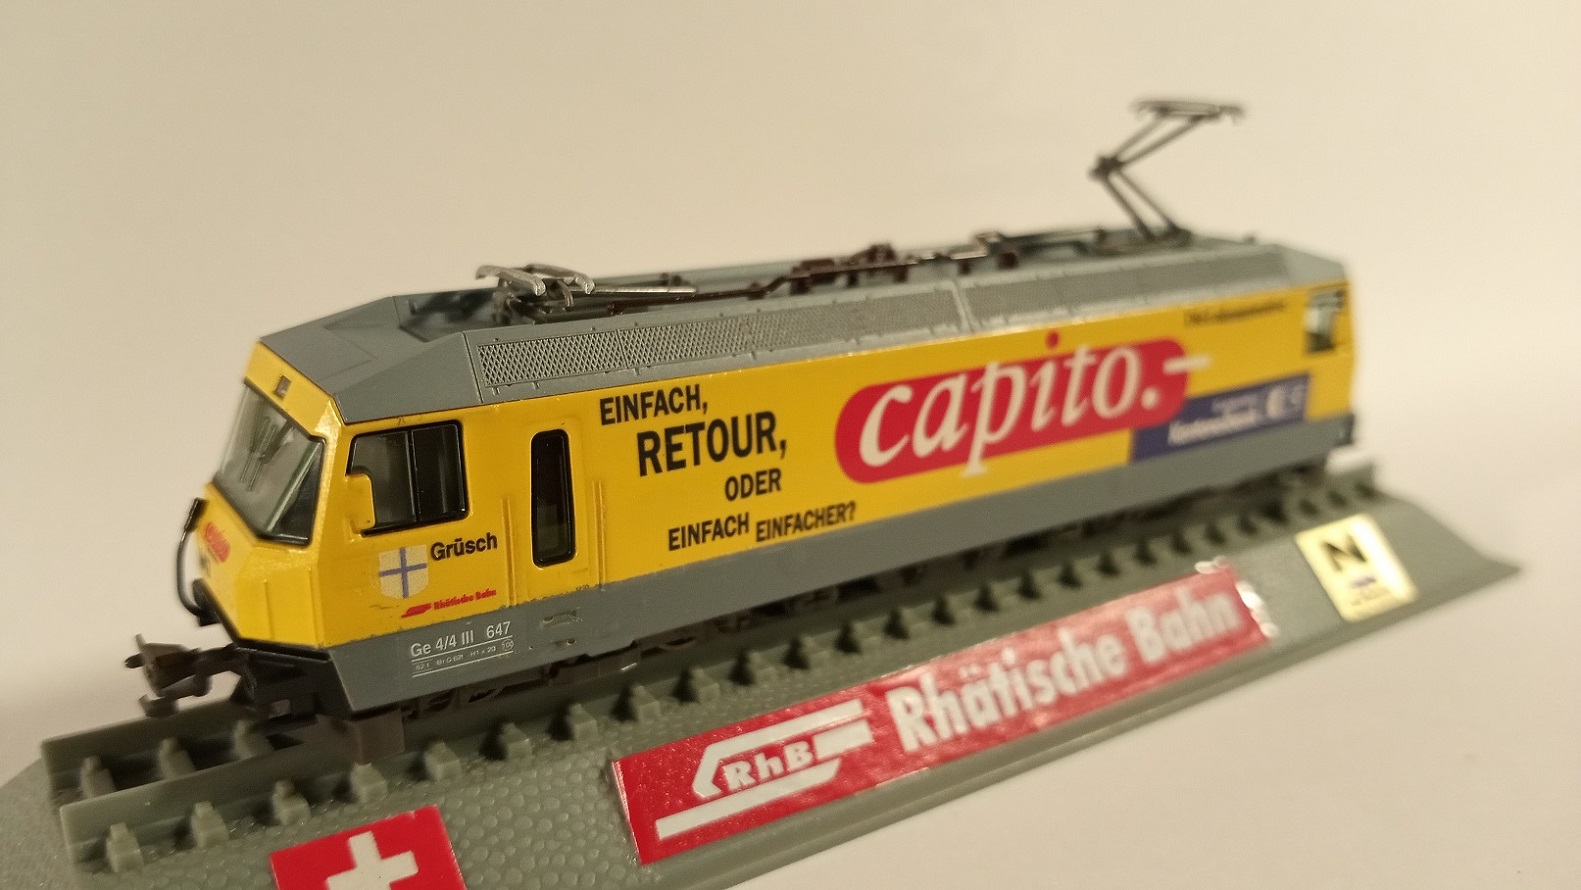 EINFACH,
RETOUR,
ODER
EINFACH EINFACHER?
capito.-
Grüsch
Rhätische Bahn
Ge 4/4 III 647
RhB Rhätische Bahn
N